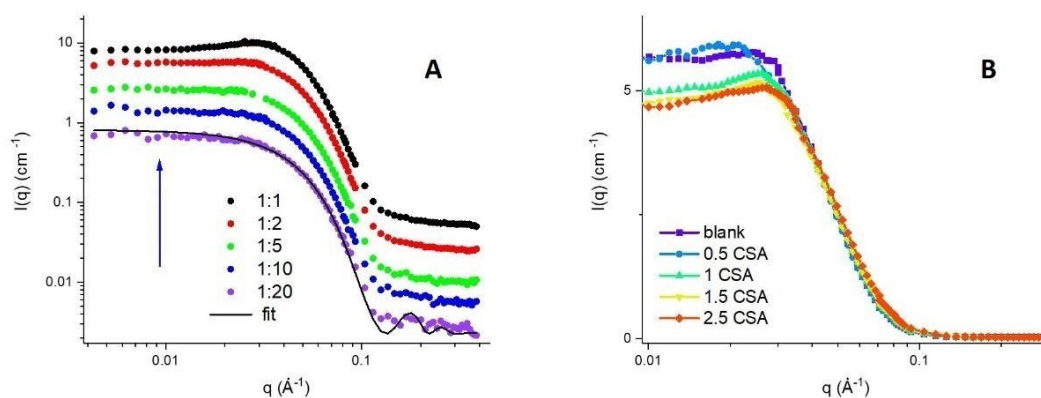 A
10
1
0.1
0.01
I(q) (cm⁻¹)
1:1
1:2
1:5
1:10
1:20
fit
0.01
0.1
q (Å⁻¹)
B
5
0
I(q) (cm⁻¹)
blank
0.5 CSA
1 CSA
1.5 CSA
2.5 CSA
0.01
0.1
q (Å⁻¹)